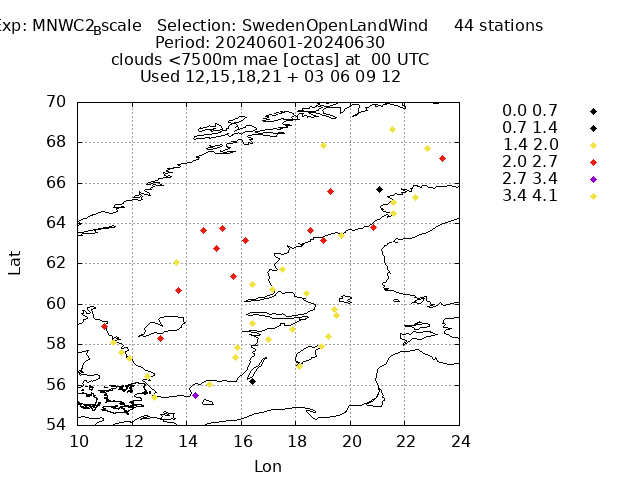 xp: MNWC2Bscale Selection: SwedenOpenLandWind 44 stations
Period: 20240601-20240630
clouds <7500m mae [octas] at 00 UTC
Used 12,15,18,21 + 03 06 09 12
0.0 0.7
0.7 1.4
1.4 2.0
2.0 2.7
2.7 3.4
3.4 4.1
70
68
66
64
62
60
58
56
54
Lat
10 12 14 16 18 20 22 24
Lon